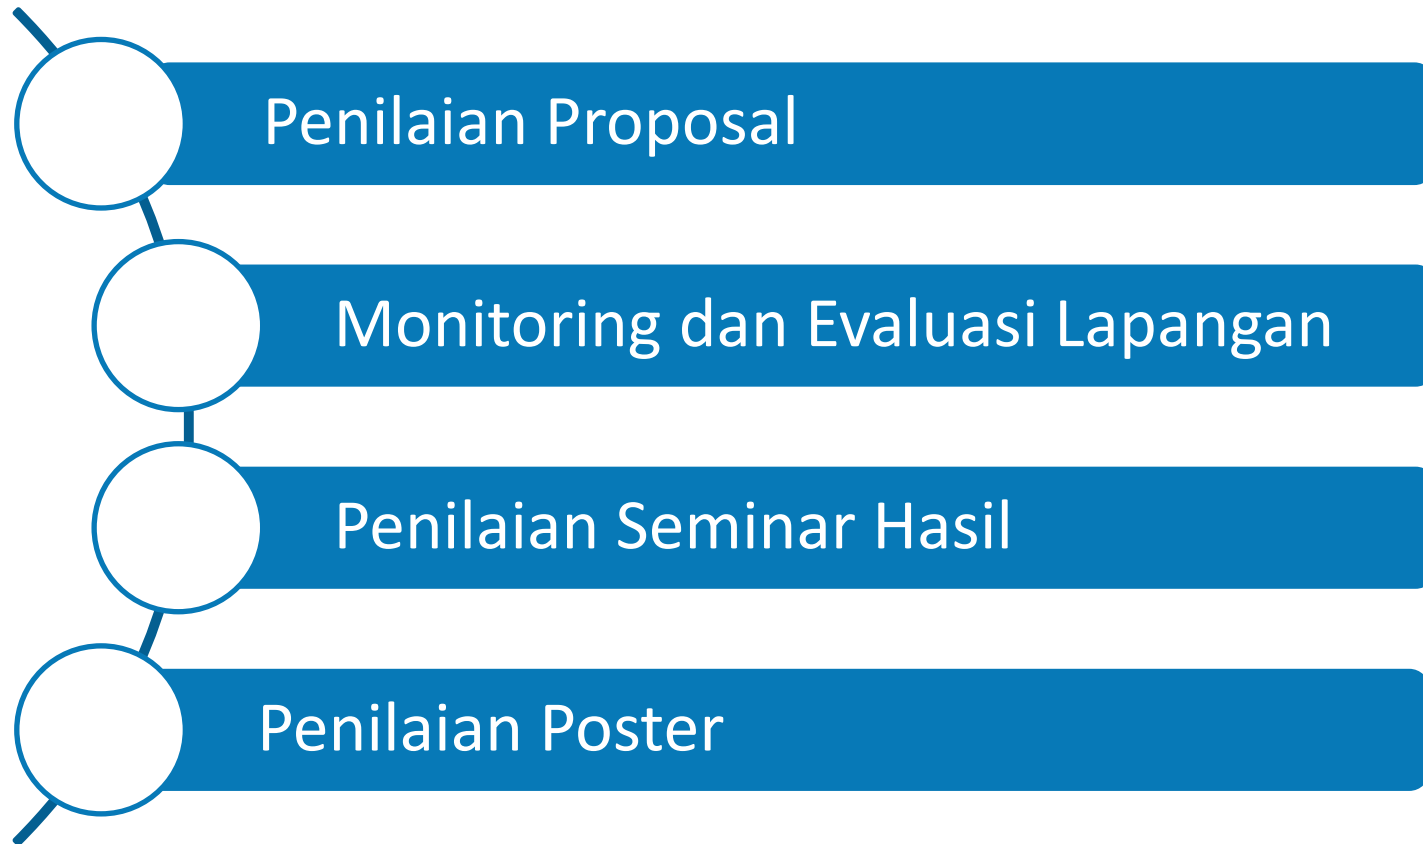 Penilaian Proposal
Monitoring dan Evaluasi Lapangan
Penilaian Seminar Hasil
Penilaian Poster